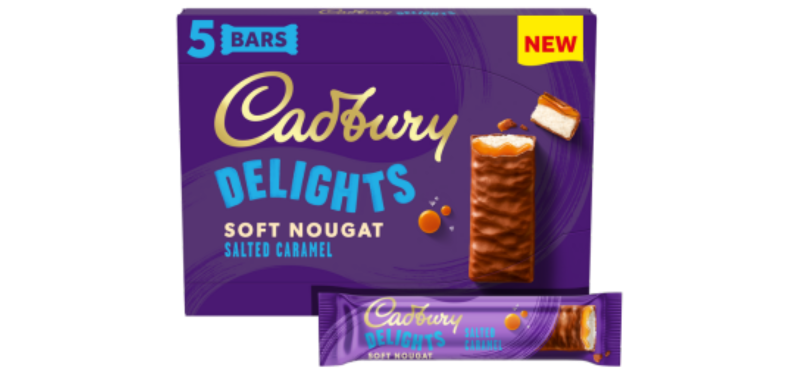 5 BARS
NEW
Cadbury
DELIGHTS
SOFT NOUGAT
SALTED CARAMEL
Cadbury
DELIGHTS
SALTED
CARAMEL
SOFT NOUGAT